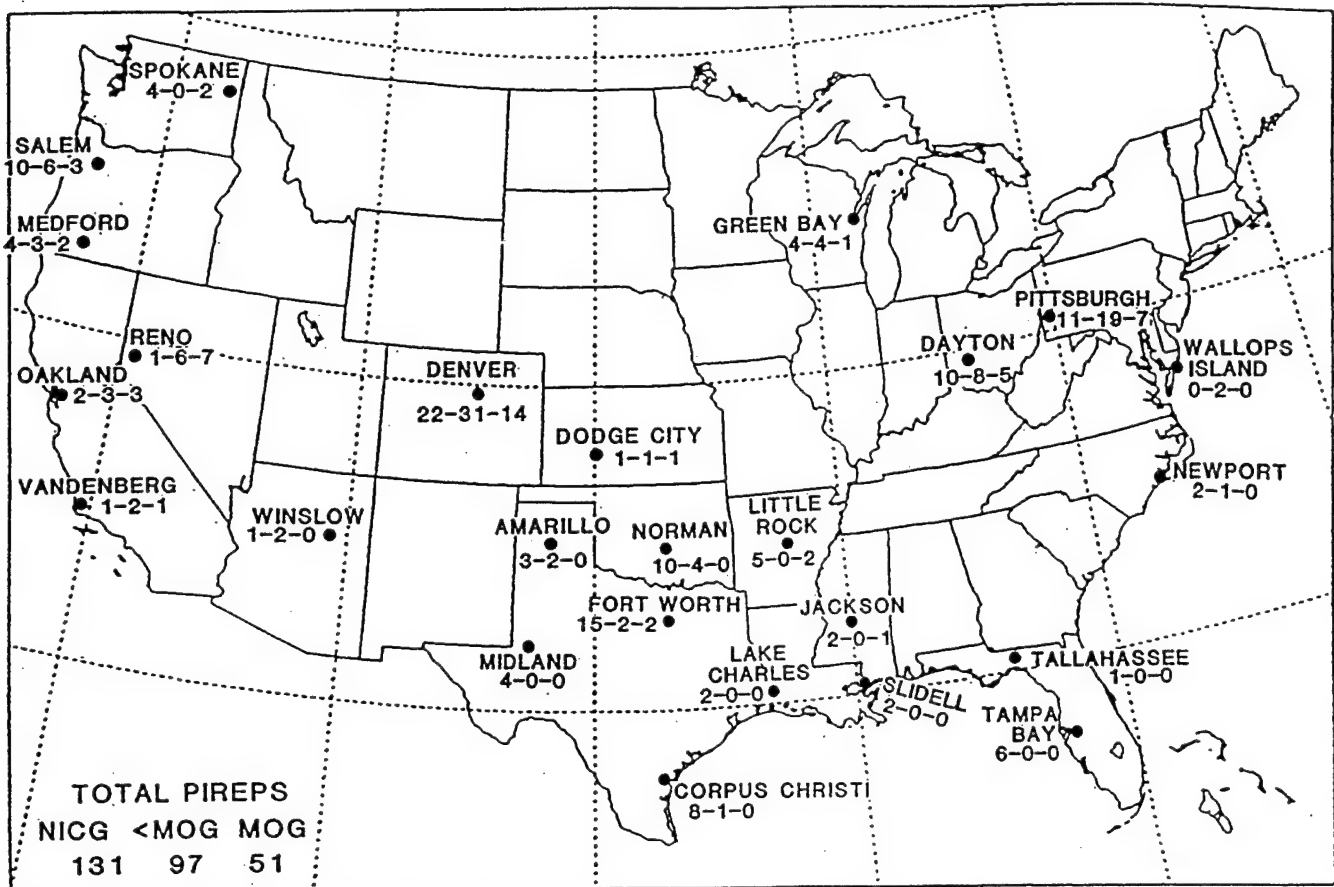 SPOKANE
4-0-2
SALEM
10-6-3
MEDFORD
4-3-2
GREEN BAY
4-4-1
PITTSBURGH
11-19-7
RENO
1-6-7
DAYTON
10-8-5
WALLOPS
ISLAND
0-2-0
OAKLAND
2-3-3
DENVER
22-31-14
DODGE CITY
1-1-1
VANDENBERG
1-2-1
NEWPORT
2-1-0
WINSLOW
1-2-0
AMARILLO
3-2-0
NORMAN
10-4-0
LITTLE
ROCK
5-0-2
FORT WORTH
15-2-2
JACKSON
2-0-1
MIDLAND
4-0-0
LAKE
CHARLES
2-0-0
SLIDELL
2-0-0
TALLAHASSEE
1-0-0
TAMPA
BAY
6-0-0
CORPUS CHRISTI
8-1-0
TOTAL PIREPS
NICG <MOG MOG
131 97 51